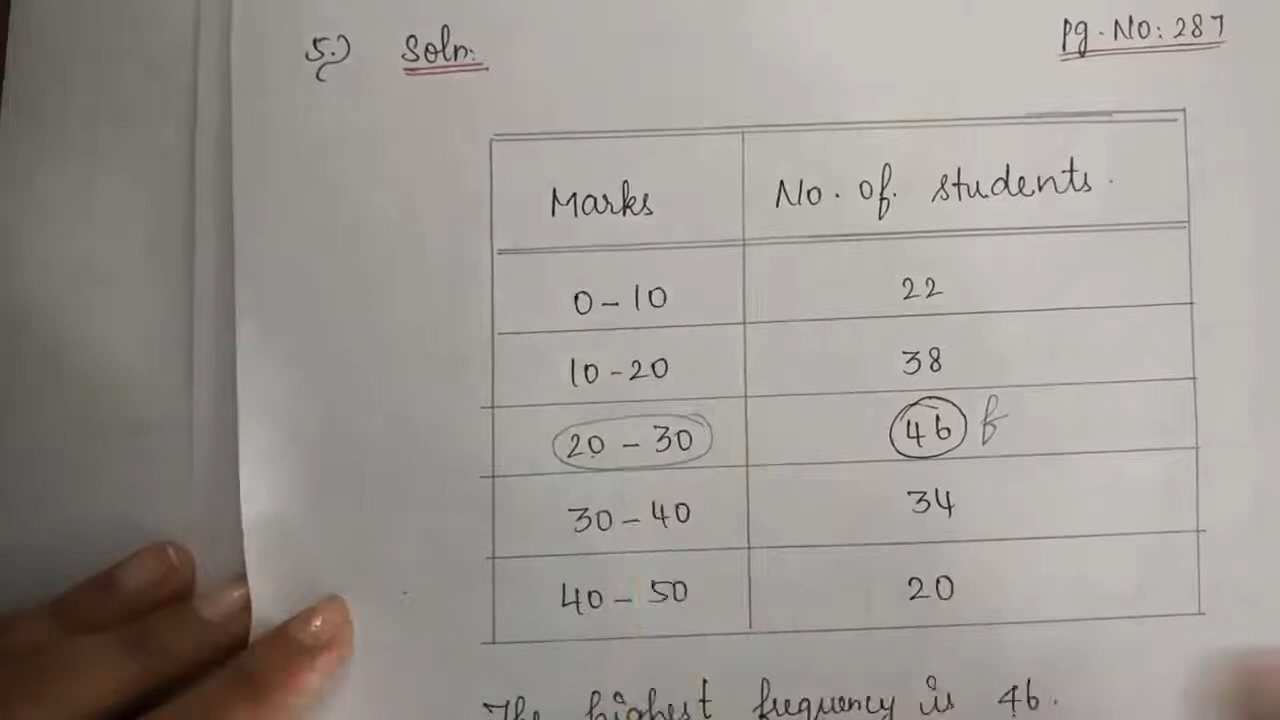 5.) Soln:
Pg. No: 287
Marks No. of. students.
0-10 22
10-20 38
20-30 46 f
30-40 34
40-50 20
The highest frequency is 46.